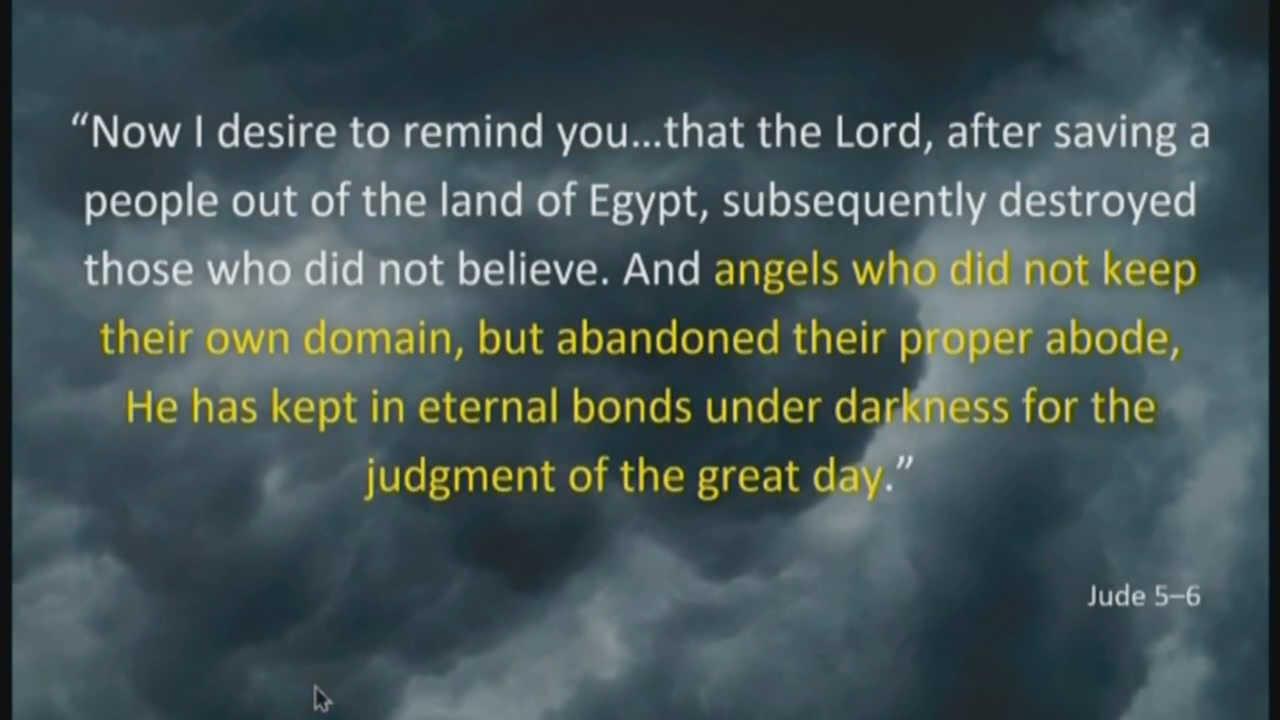 “Now I desire to remind you...that the Lord, after saving a
people out of the land of Egypt, subsequently destroyed
those who did not believe. And angels who did not keep
their own domain, but abandoned their proper abode,
He has kept in eternal bonds under darkness for the
judgment of the great day.”
Jude 5–6